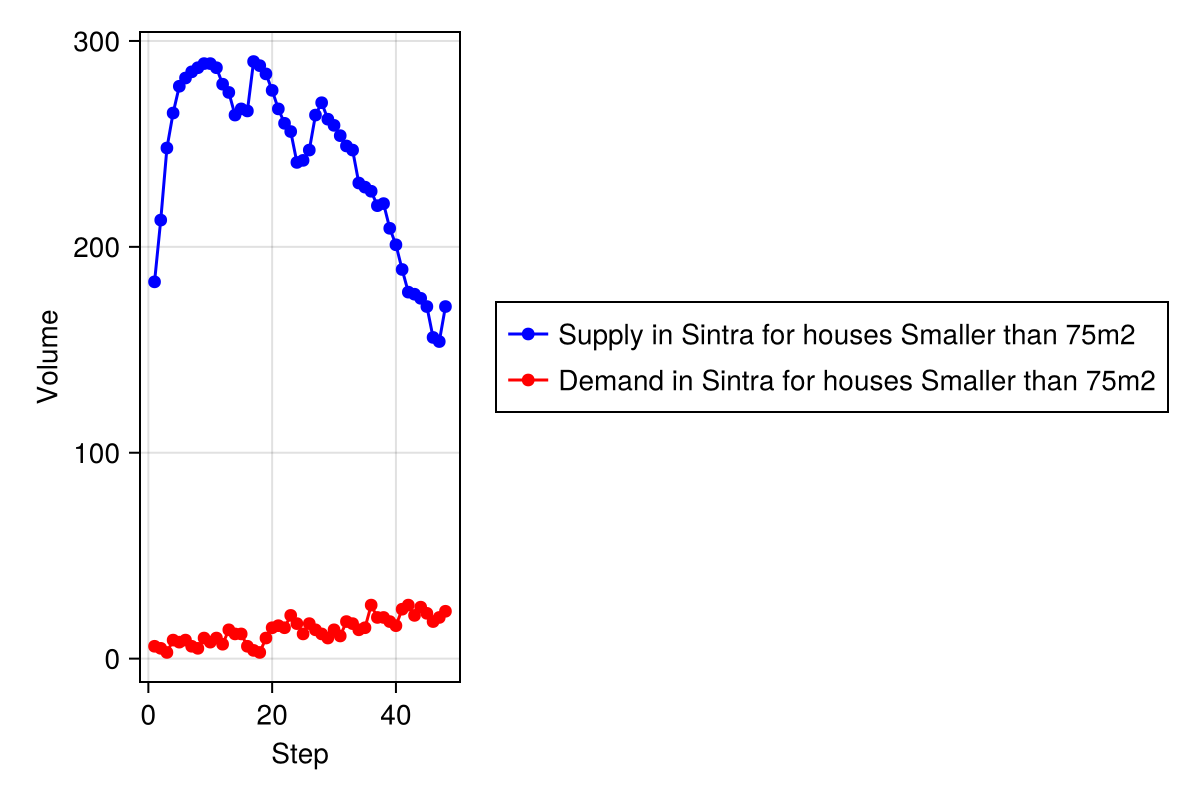 300
200
100
0
Volume
0 20 40
Step
Supply in Sintra for houses Smaller than 75m2
Demand in Sintra for houses Smaller than 75m2